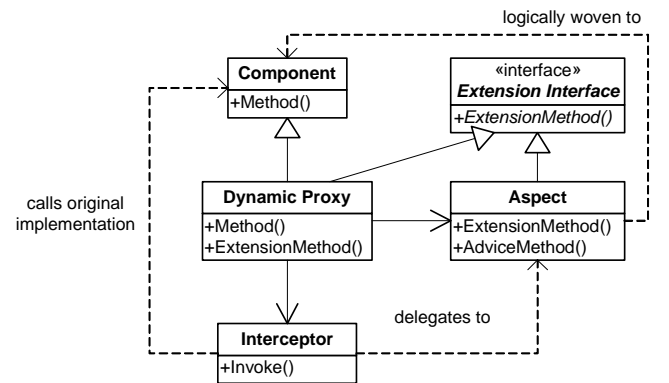 logically woven to
Component
+Method()
«interface»
Extension Interface
+ExtensionMethod()
calls original
implementation
Dynamic Proxy
+Method()
+ExtensionMethod()
Aspect
+ExtensionMethod()
+AdviceMethod()
delegates to
Interceptor
+Invoke()